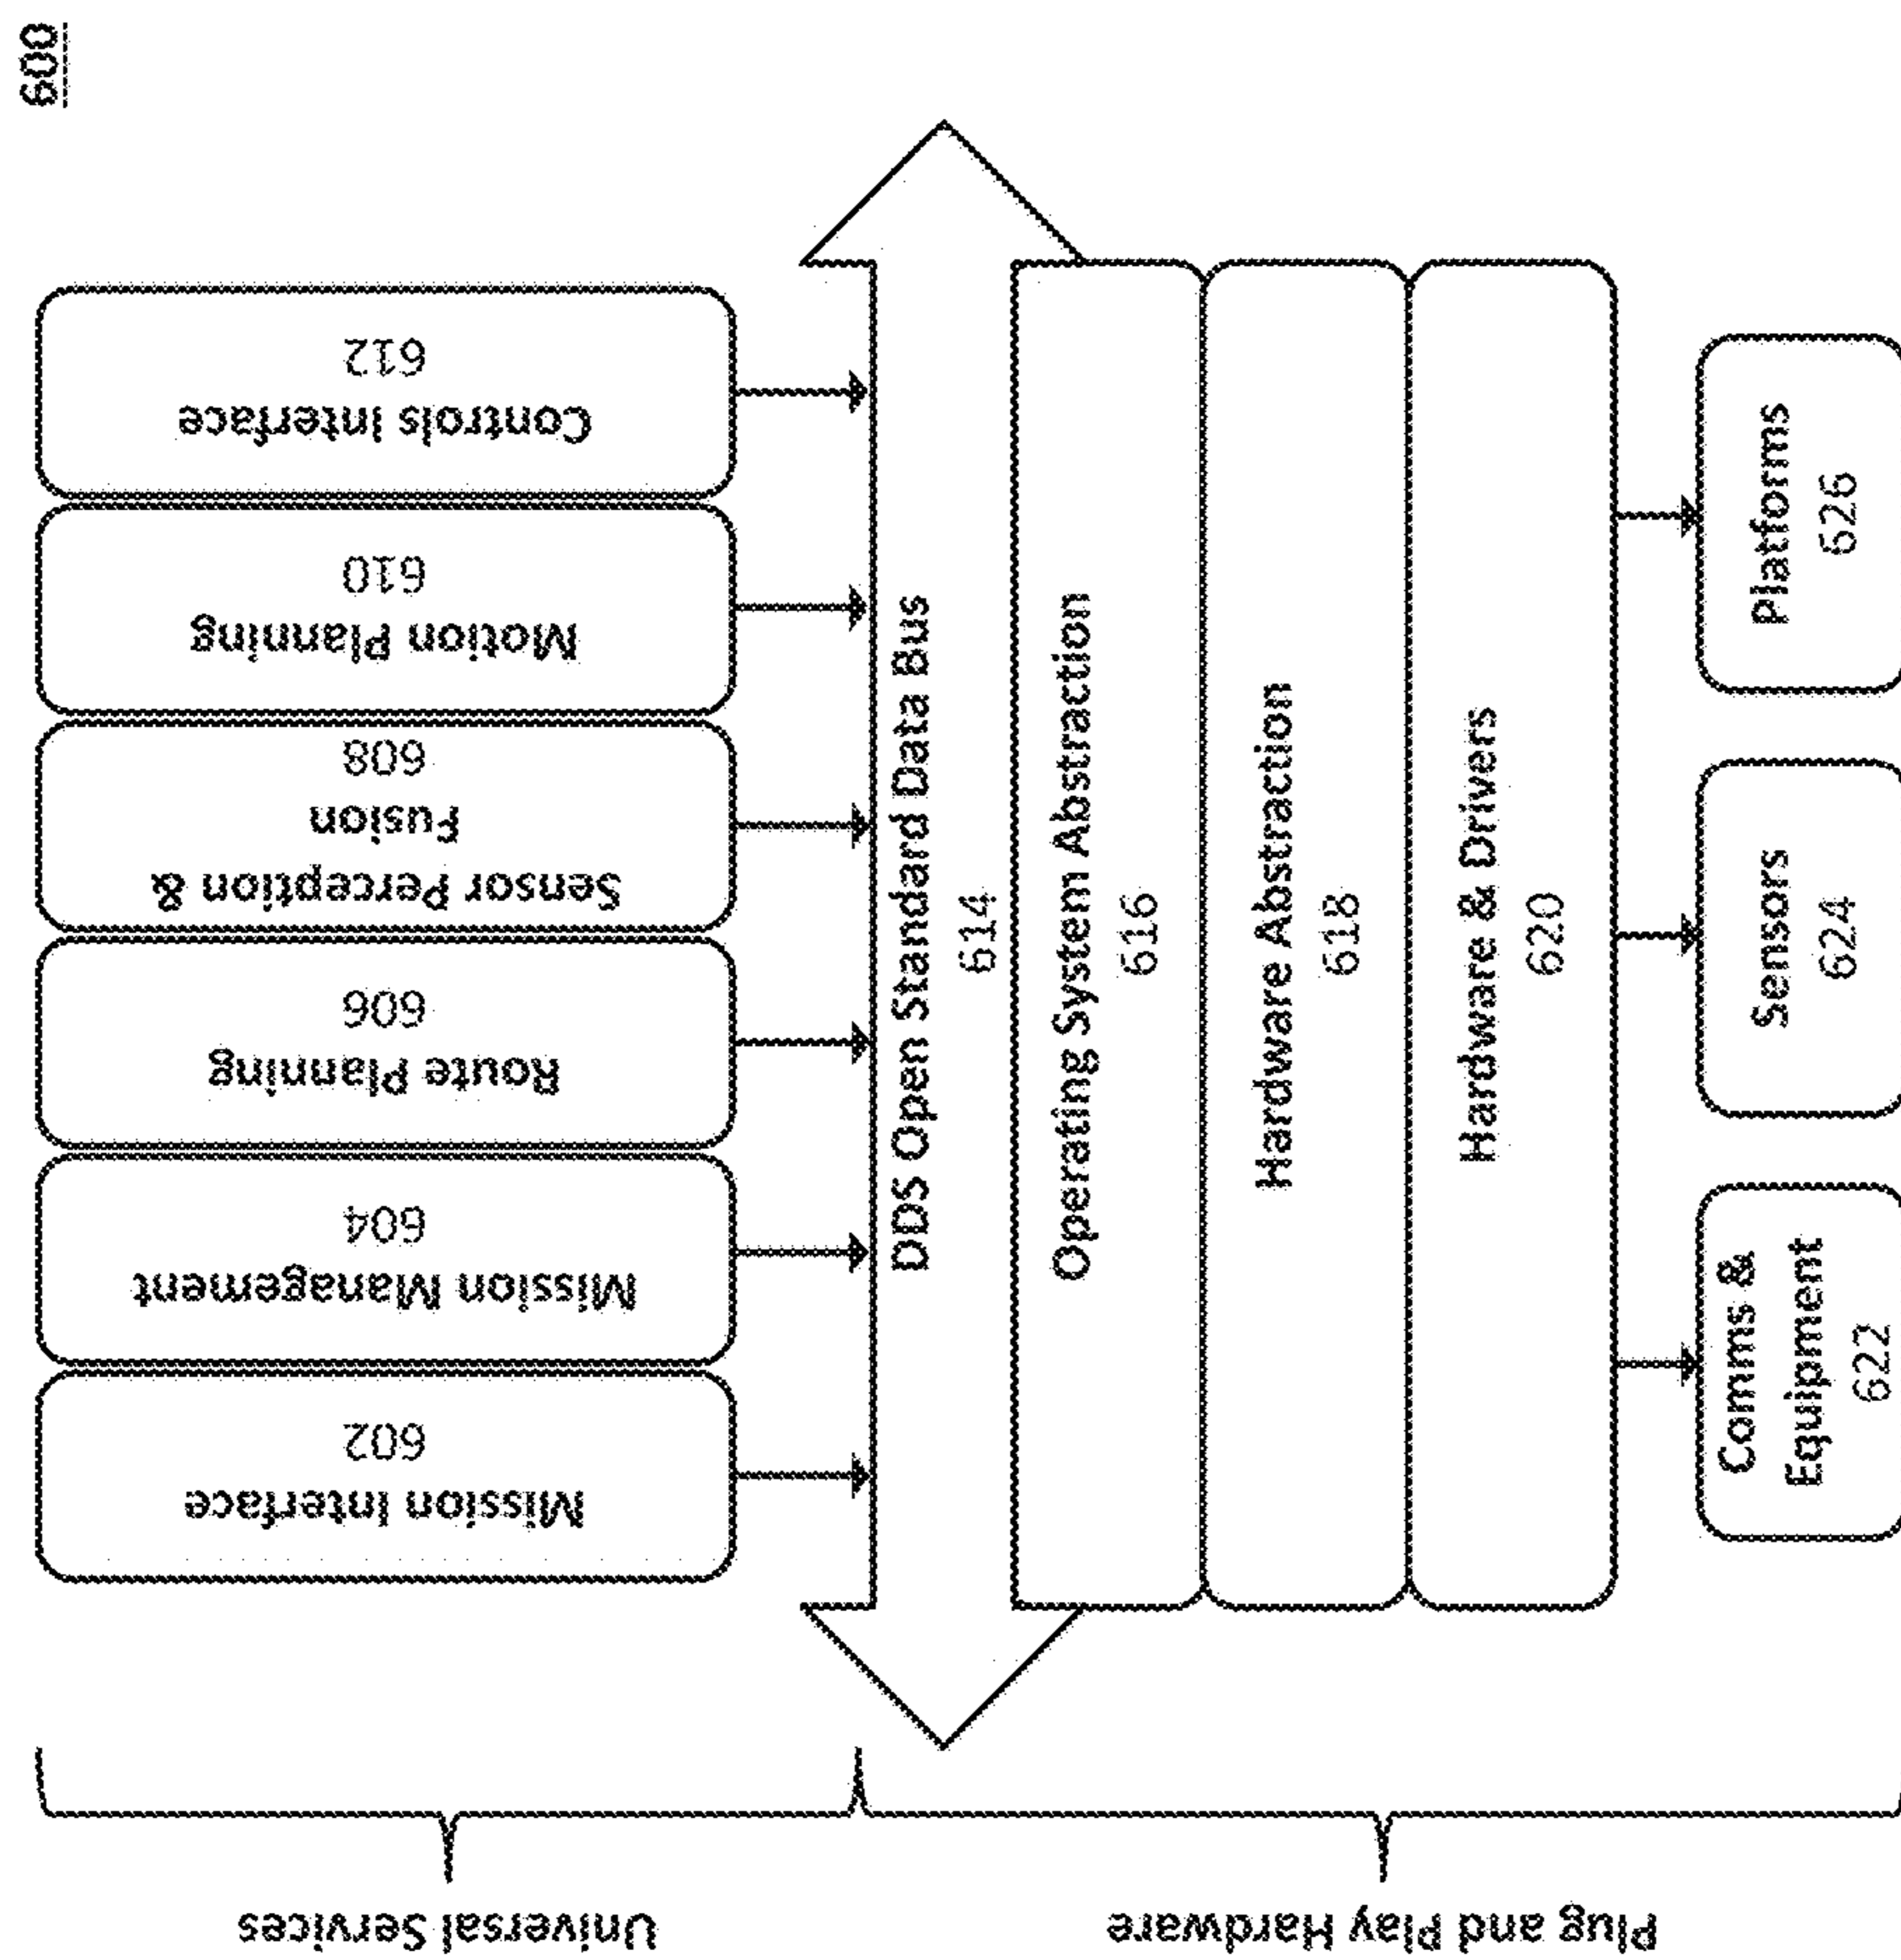 600
Universal Services
Mission Interface
602
Mission Management
604
Route Planning
606
Sensor Perception &
Fusion
608
Motion Planning
610
Controls Interface
612
Plug and Play Hardware
DDS Open Standard Data Bus
614
Operating System Abstraction
616
Hardware Abstraction
618
Hardware & Drivers
620
Comms &
Equipment
622
Sensors
624
Platforms
626